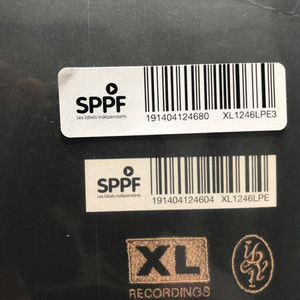 SPPF
Les labels indépendants
191404124680 XL1246LPE3
SPPF
Les labels indépendants
191404124604 XL1246LPE
XL
RECORDINGS